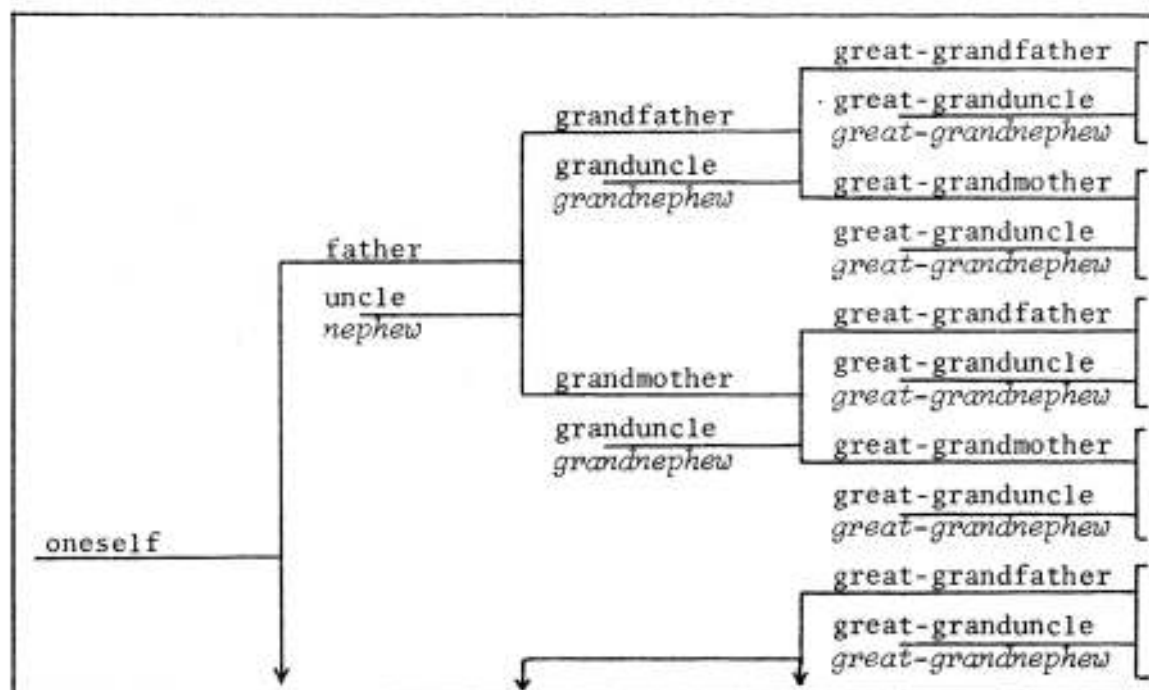 great-grandfather
great-granduncle
great-grandnephew
grandfather
granduncle
grandnephew
great-grandmother
great-granduncle
great-grandnephew
father
uncle
nephew
great-grandfather
great-granduncle
great-grandnephew
grandmother
granduncle
grandnephew
great-grandmother
great-granduncle
great-grandnephew
oneself
great-grandfather
great-granduncle
great-grandnephew